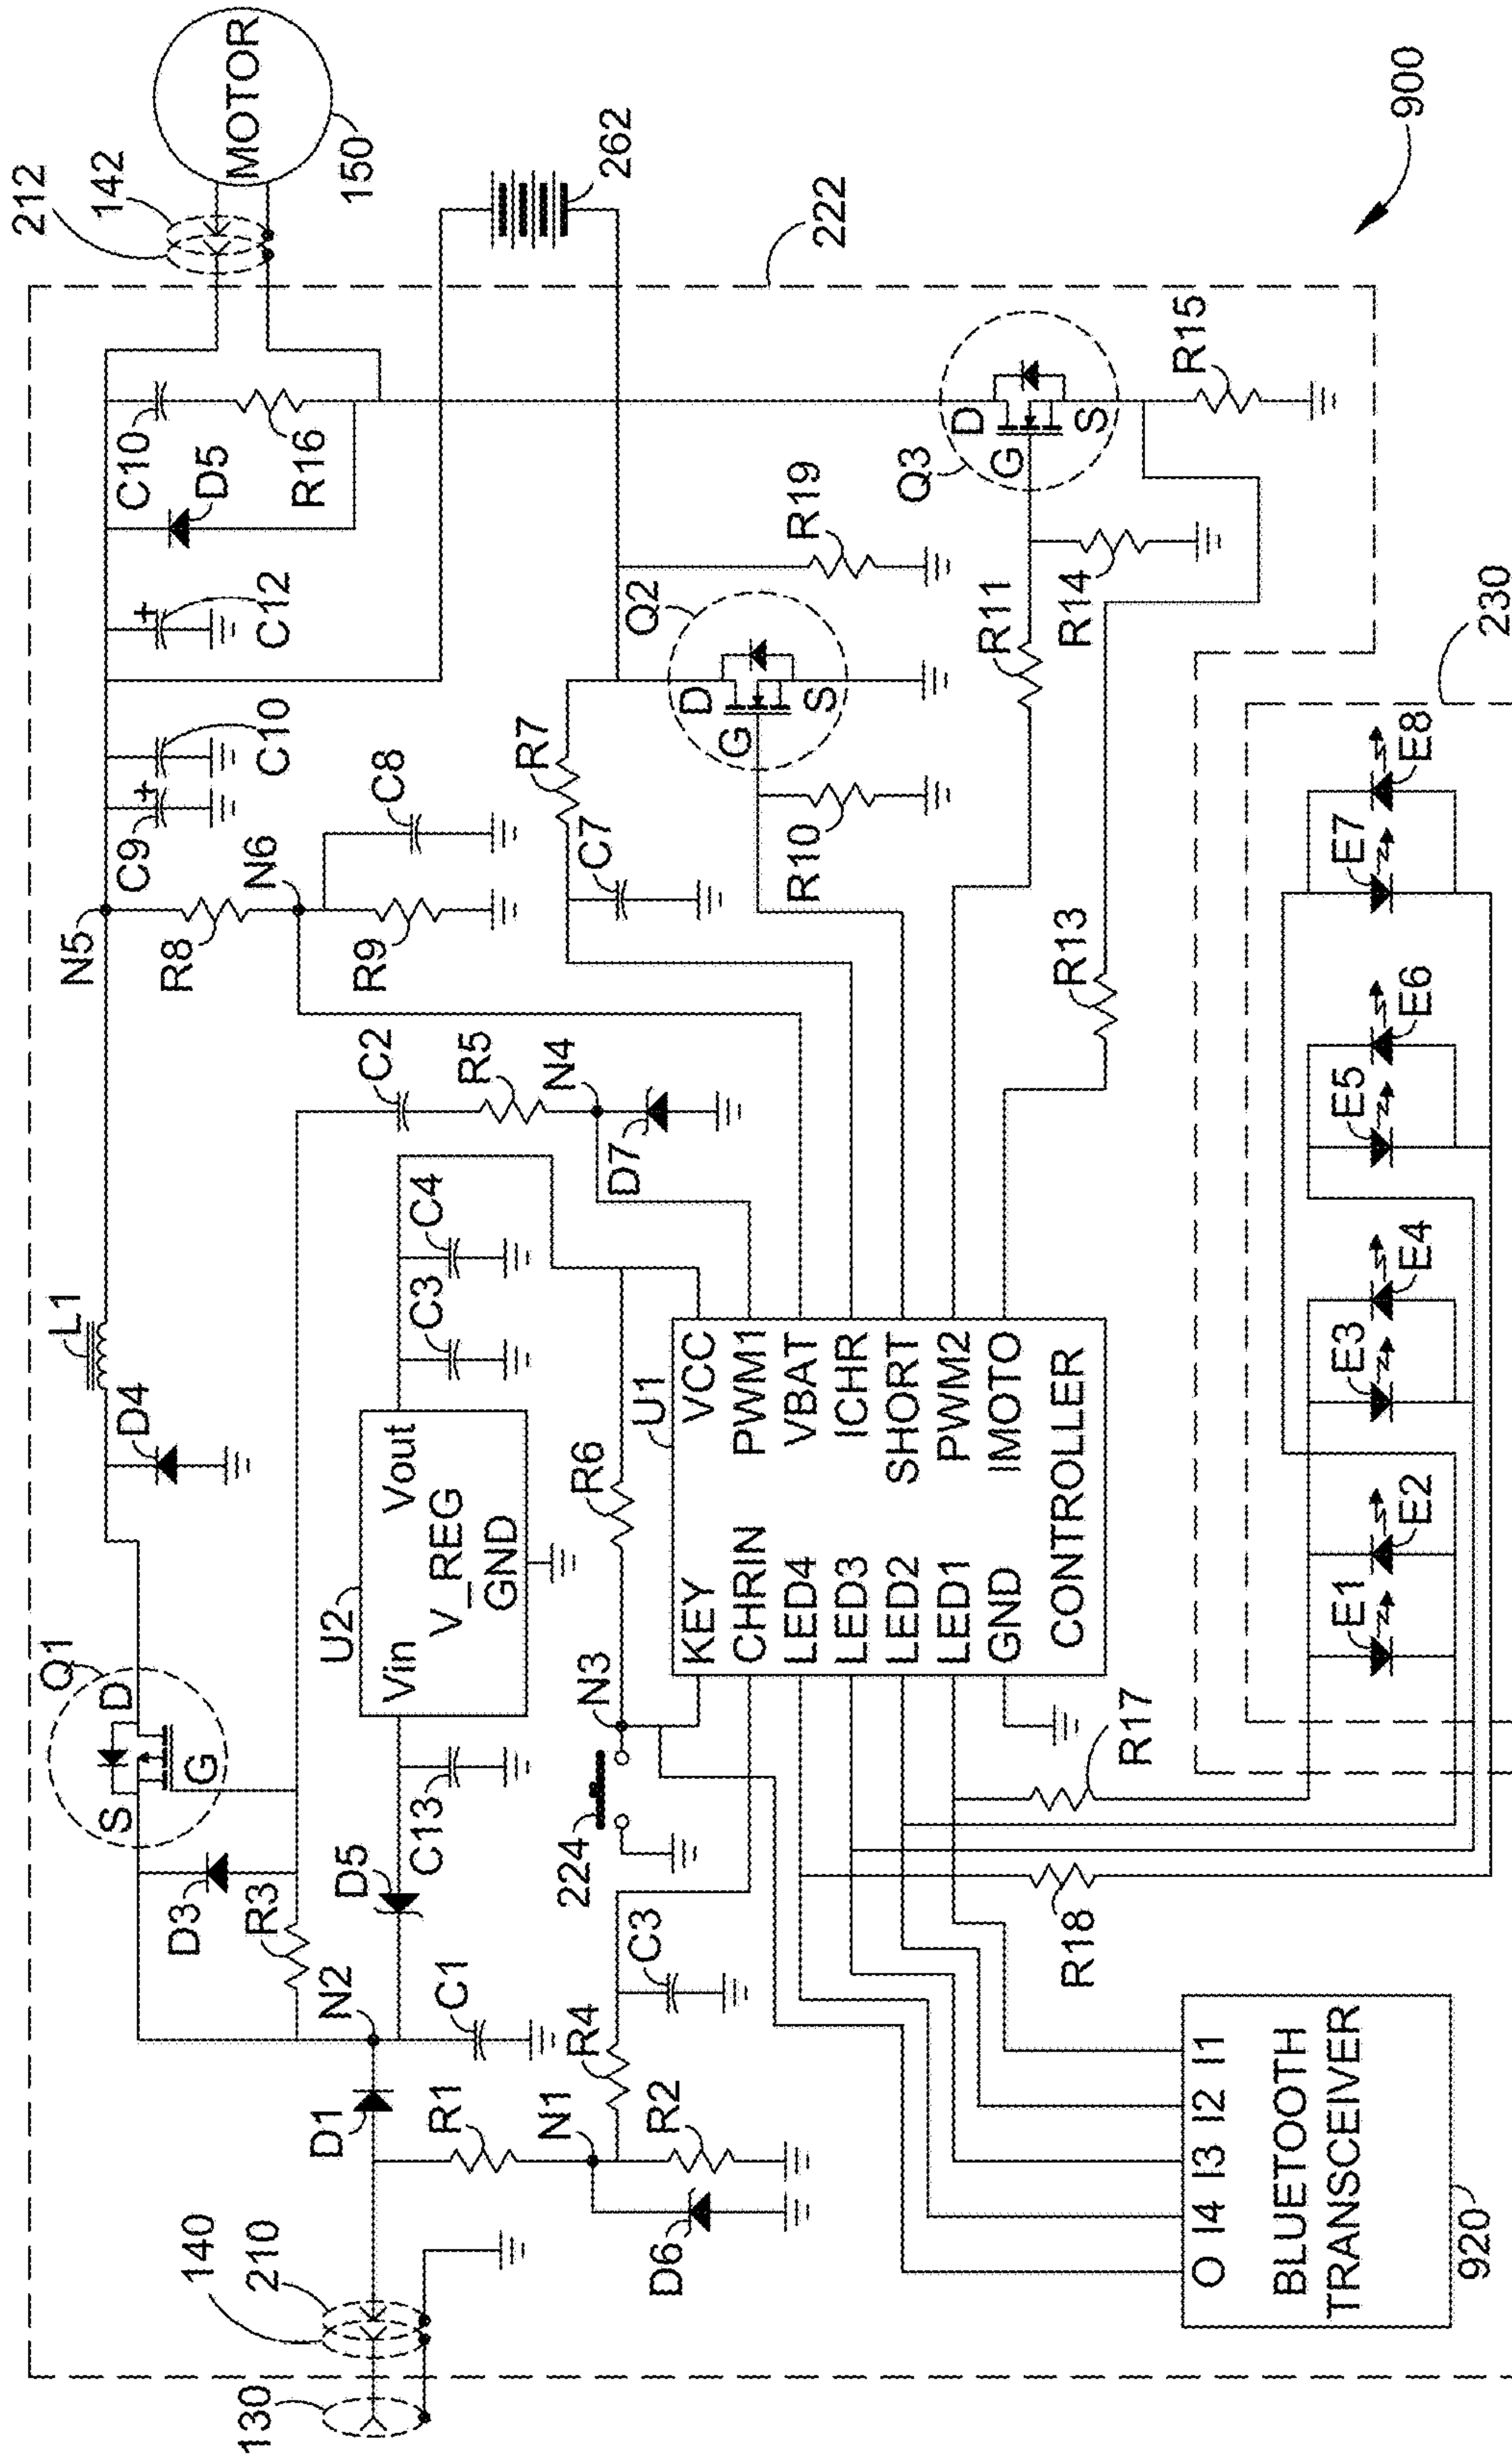 130
140
210
D1
R1
N1
R2
D6
R4
C3
N2
C1
R3
D3
Q1
S
D
G
D5
C13
224
N3
U2
Vin
Vout
V_REG
GND
D4
L1
C3
C4
R6
C2
R5
N4
D7
N5
R8
N6
R9
C8
C9
C10
C12
D5
C10
R16
212
142
MOTOR
150
262
222
900
R7
C7
Q2
D
G
S
R10
R19
Q3
D
G
S
R11
R14
R15
R13
U1
KEY
VCC
CHRIN
PWM1
LED4
VBAT
LED3
ICHR
LED2
SHORT
LED1
PWM2
GND
IMOTO
CONTROLLER
R17
R18
O I4 I3 I2 I1
BLUETOOTH
TRANSCEIVER
920
E1
E2
E3
E4
E5
E6
E7
E8
230